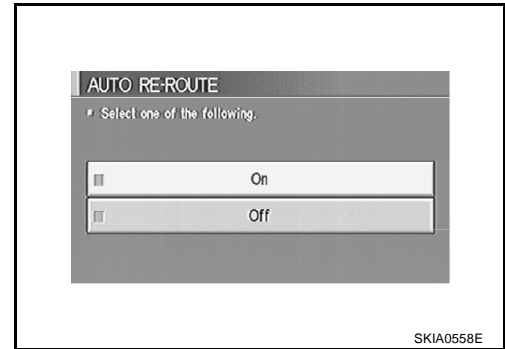 AUTO RE-ROUTE
Select one of the following.
On
Off
SKIA0558E